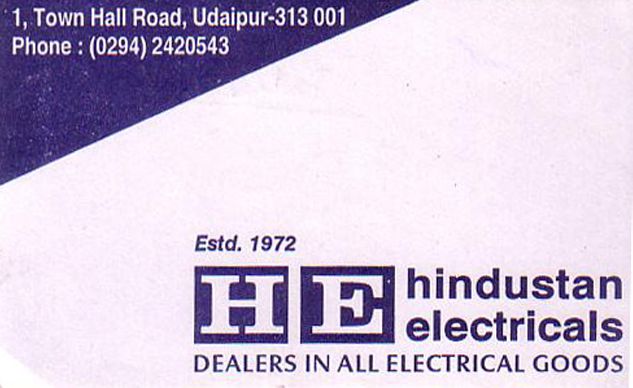 1, Town Hall Road, Udaipur-313 001
Phone : (0294) 2420543
Estd. 1972
HE hindustan
electricals
DEALERS IN ALL ELECTRICAL GOODS